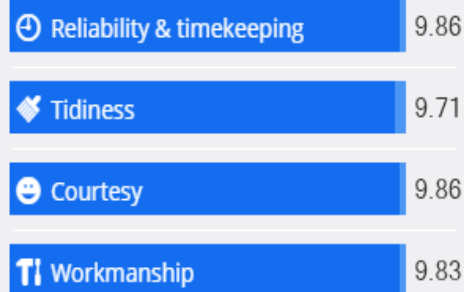 Reliability & timekeeping 9.86
Tidiness 9.71
Courtesy 9.86
Workmanship 9.83